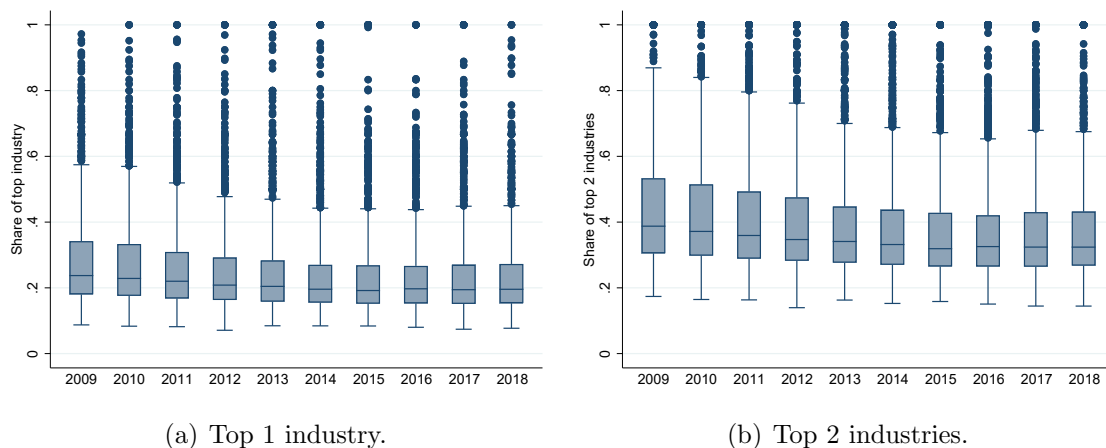 Share of top industry
1
.8
.6
.4
.2
0
2009 2010 2011 2012 2013 2014 2015 2016 2017 2018
(a) Top 1 industry.
Share of top 2 industries
1
.8
.6
.4
.2
0
2009 2010 2011 2012 2013 2014 2015 2016 2017 2018
(b) Top 2 industries.